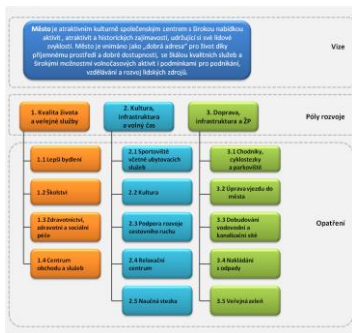 Město je atraktivním kulturně společenským centrem s širokou nabídkou
aktivit, atraktivit a historických zajímavostí, udržující si své lidové
zvyklosti. Město je vnímáno jako „dobrá adresa" pro život díky
příjemnému prostředí a dobré dostupnosti, se škálou kvalitních služeb a
širokými možnostmi volnočasových aktivit i podmínkami pro podnikání,
vzdělávání a rozvoj lidských zdrojů.
Vize
1. Kvalita života
a veřejné služby
2. Kultura,
infrastruktura
a volný čas
3. Doprava,
infrastruktura a ŽP
Póly rozvoje
1.1 Lepší bydlení
1.2 Školství
1.3 Zdravotnictví,
zdravotní a sociální
péče
1.4 Centrum
obchodu a služeb
2.1 Sportoviště
včetně ubytovacích
služeb
2.2 Kultura
2.3 Podpora rozvoje
cestovního ruchu
2.4 Relaxační
centrum
2.5 Naučná stezka
3.1 Chodníky,
cyklostezky a
parkoviště
3.2 Úprava vjezdu do
města
3.3 Dobudování
vodovodní a
kanalizační sítě
3.4 Nakládání
s odpady
3.5 Veřejná zeleň
Opatření